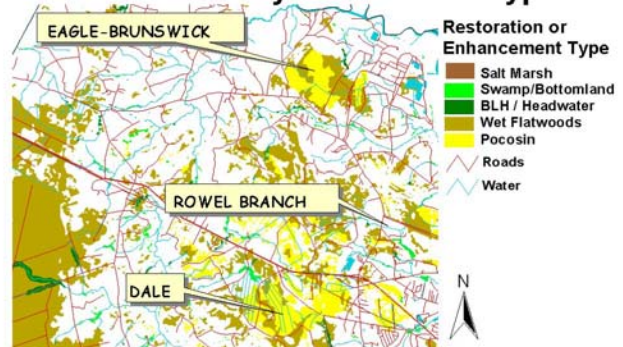 EAGLE-BRUNSWICK
ROWEL BRANCH
DALE
Restoration or
Enhancement Type
Salt Marsh
Swamp/Bottomland
BLH / Headwater
Wet Flatwoods
Pocosin
Roads
Water
N